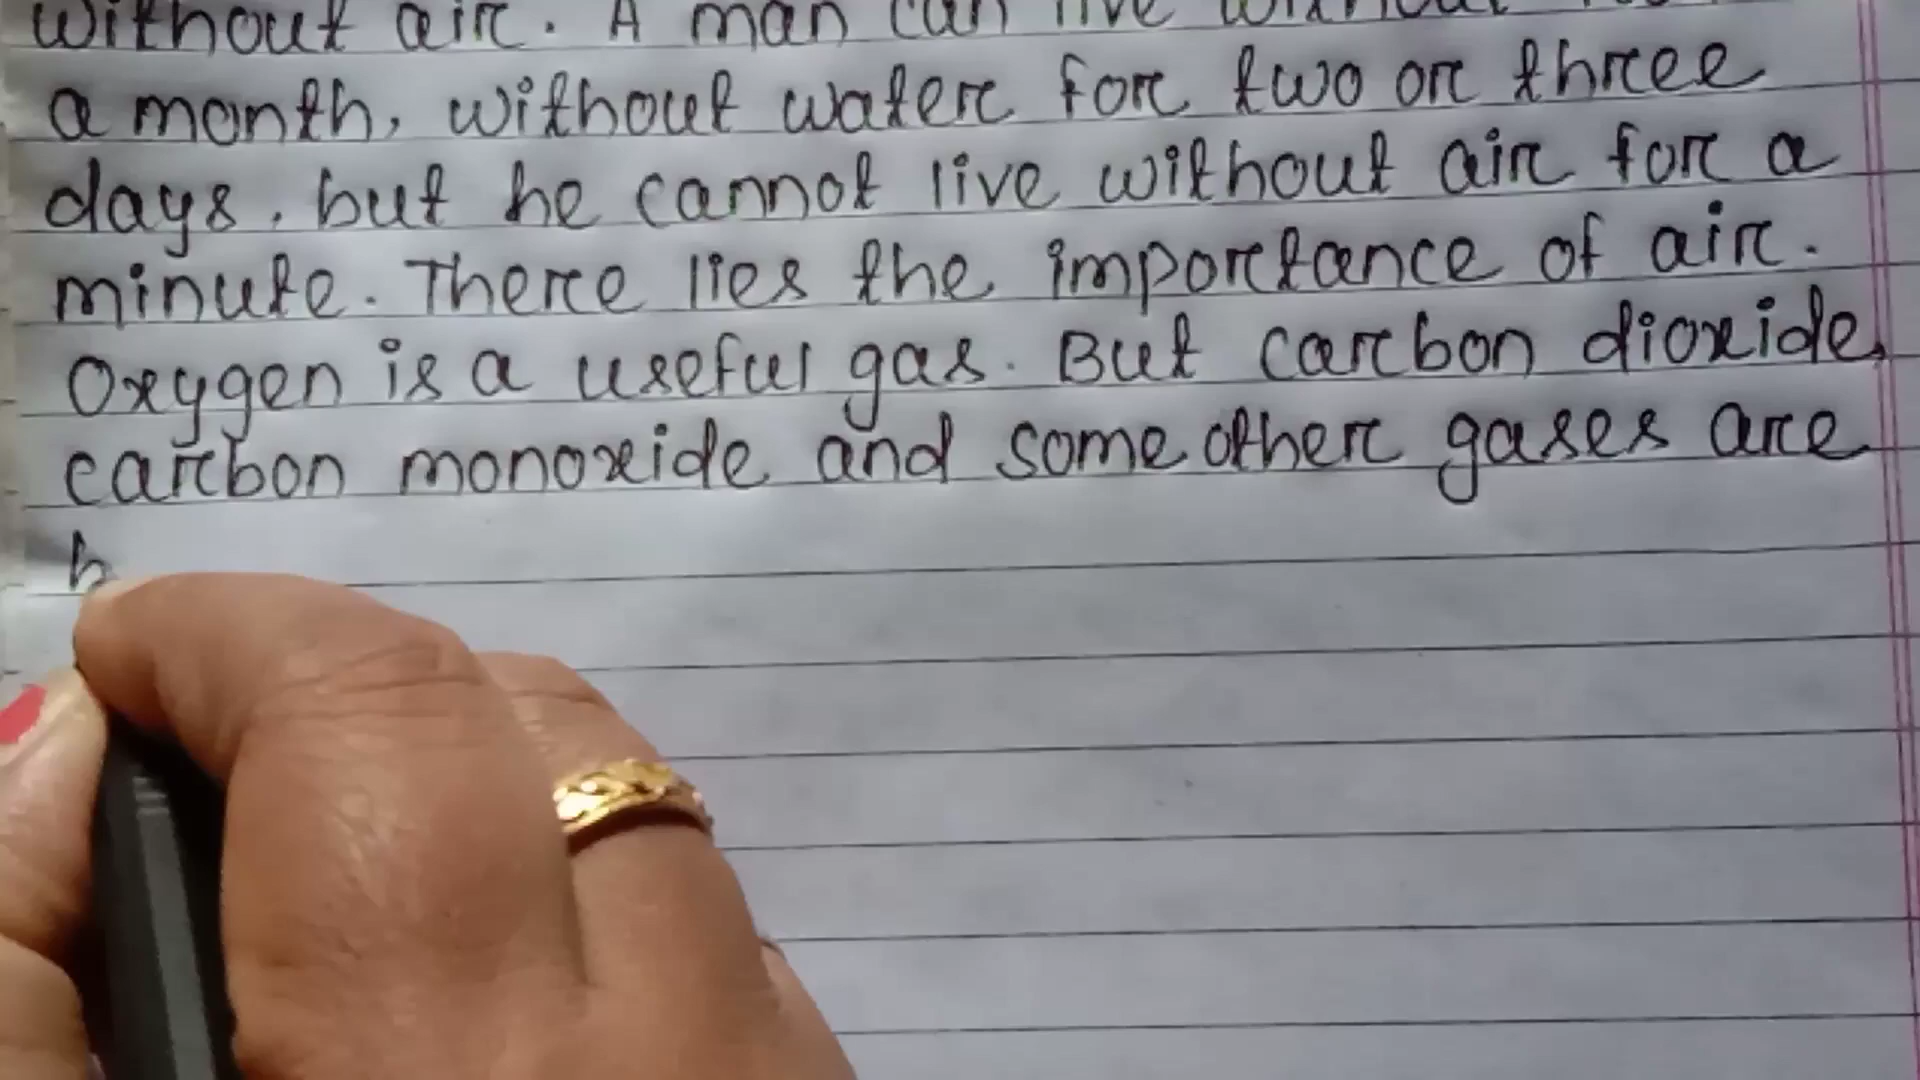 without air. A man can live without
a month, without water for two or three
days, but he cannot live without air for a
minute. There lies the importance of air.
Oxygen is a useful gas. But carbon dioxide,
carbon monoxide and some other gases are
h